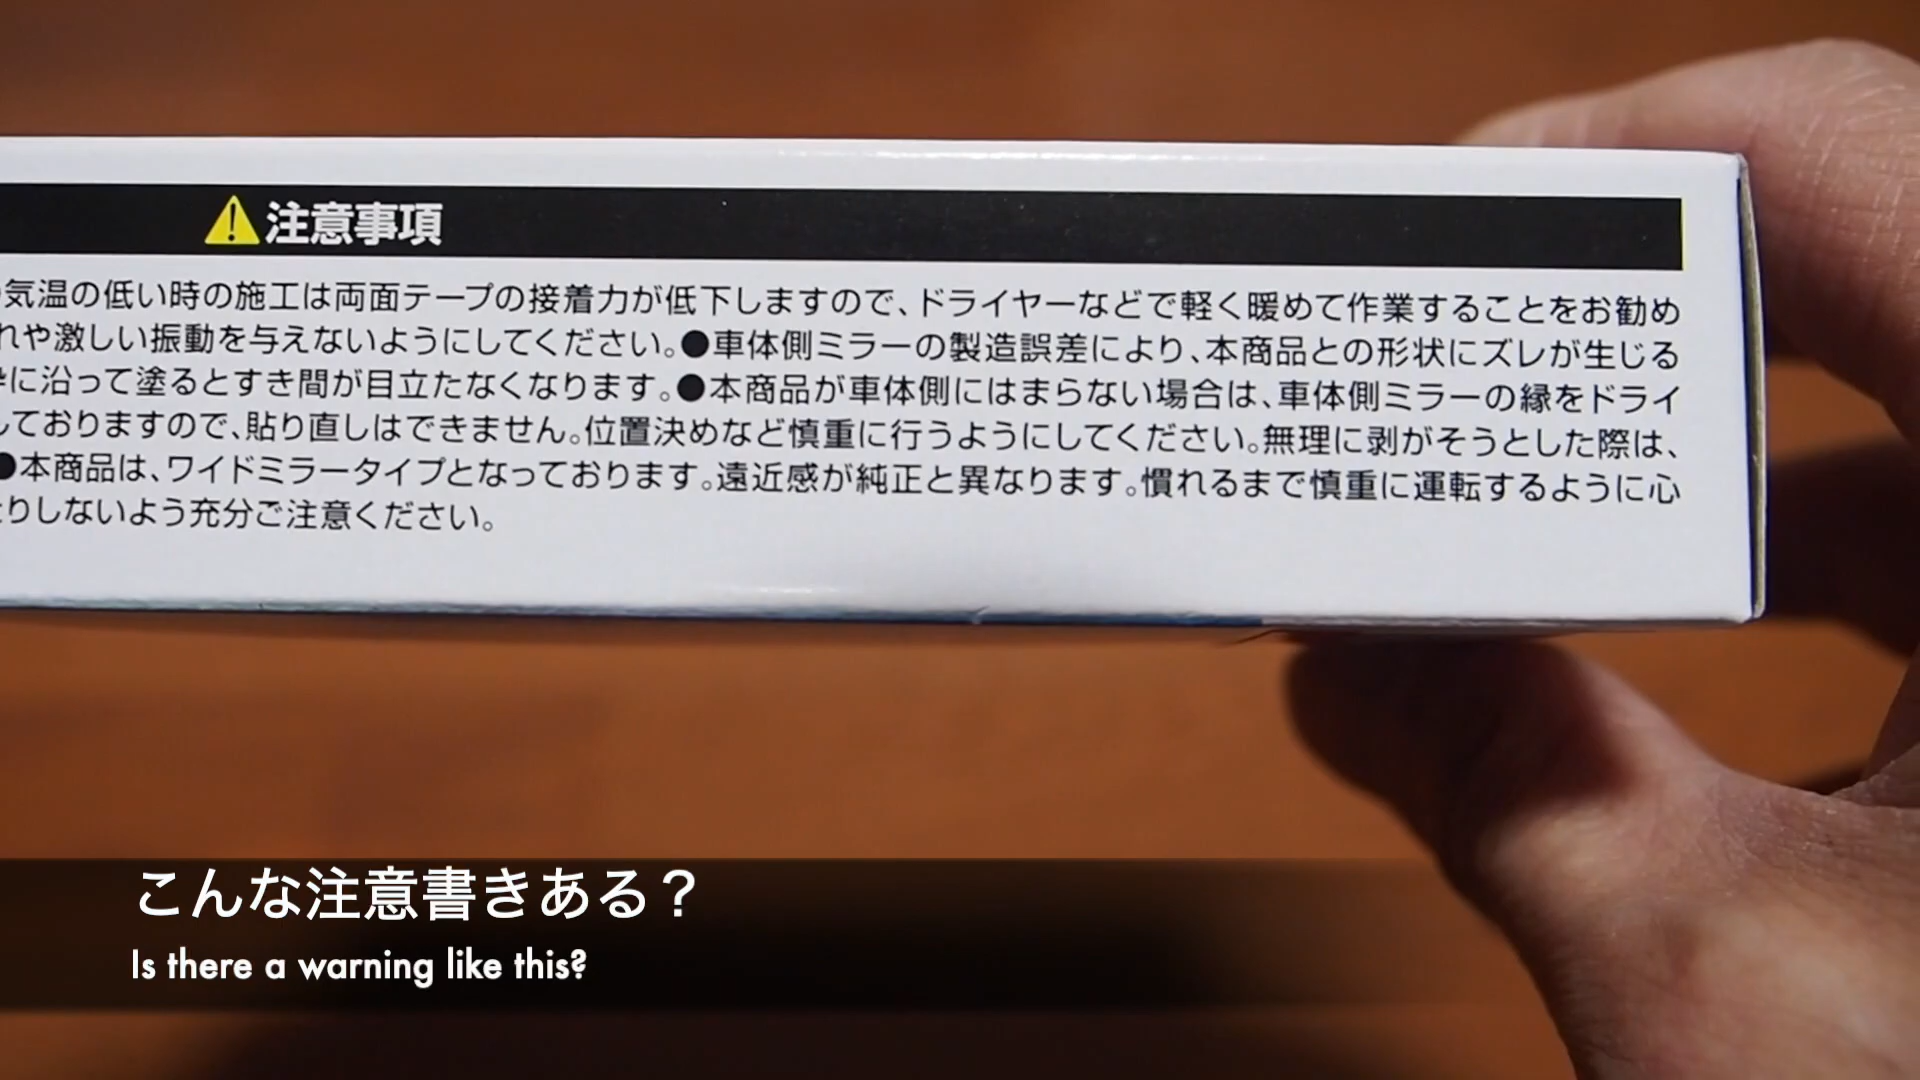 注意事項
気温の低い時の施工は両面テープの接着力が低下しますので、ドライヤーなどで軽く暖めて作業することをお勧め
れや激しい振動を与えないようにしてください。●車体側ミラーの製造誤差により、本商品との形状にズレが生じる
に沿って塗るとすき間が目立たなくなります。●本商品が車体側にはまらない場合は、車体側ミラーの縁をドライ
しておりますので、貼り直しはできません。位置決めなど慎重に行うようにしてください。無理に剥がそうとした際は、
●本商品は、ワイドミラータイプとなっております。遠近感が純正と異なります。慣れるまで慎重に運転するように心
りしないよう充分ご注意ください。
こんな注意書きある？
Is there a warning like this?